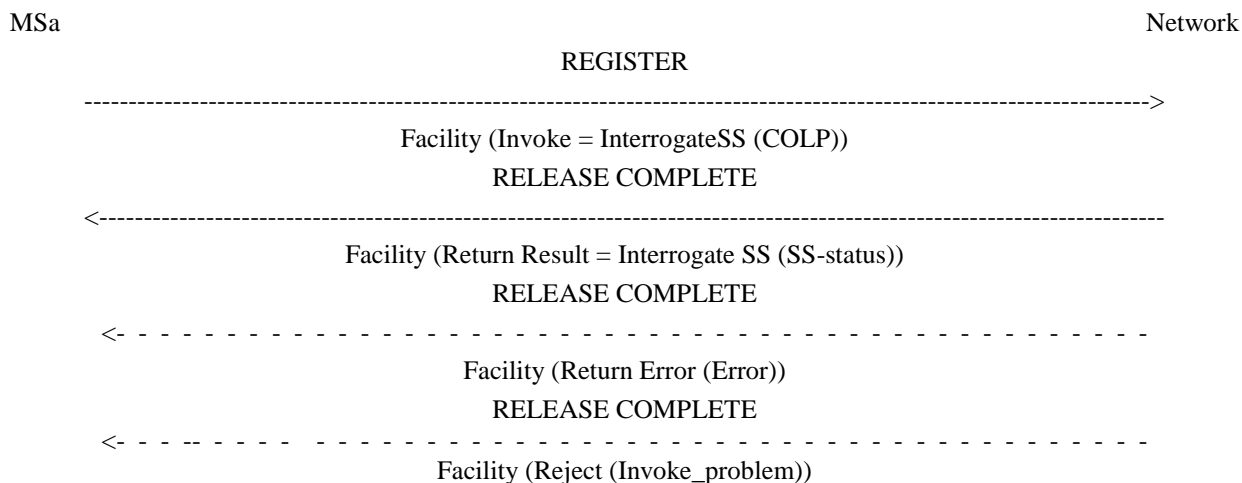 MSa Network
REGISTER
------------------------------------------------------------------------------------------------------------------------>
Facility (Invoke = InterrogateSS (COLP))
RELEASE COMPLETE
<------------------------------------------------------------------------------------------------------------------------
Facility (Return Result = Interrogate SS (SS-status))
RELEASE COMPLETE
<- - - - - - - - - - - - - - - - - - - - - - - - - - - - - - - - - - - - - - - - - - - - - - - - - - - - - - - - -
Facility (Return Error (Error))
RELEASE COMPLETE
<- - - -- - - - - - - - - - - - - - - - - - - - - - - - - - - - - - - - - - - - - - - - - - - - - - - - - - - - -
Facility (Reject (Invoke_problem))